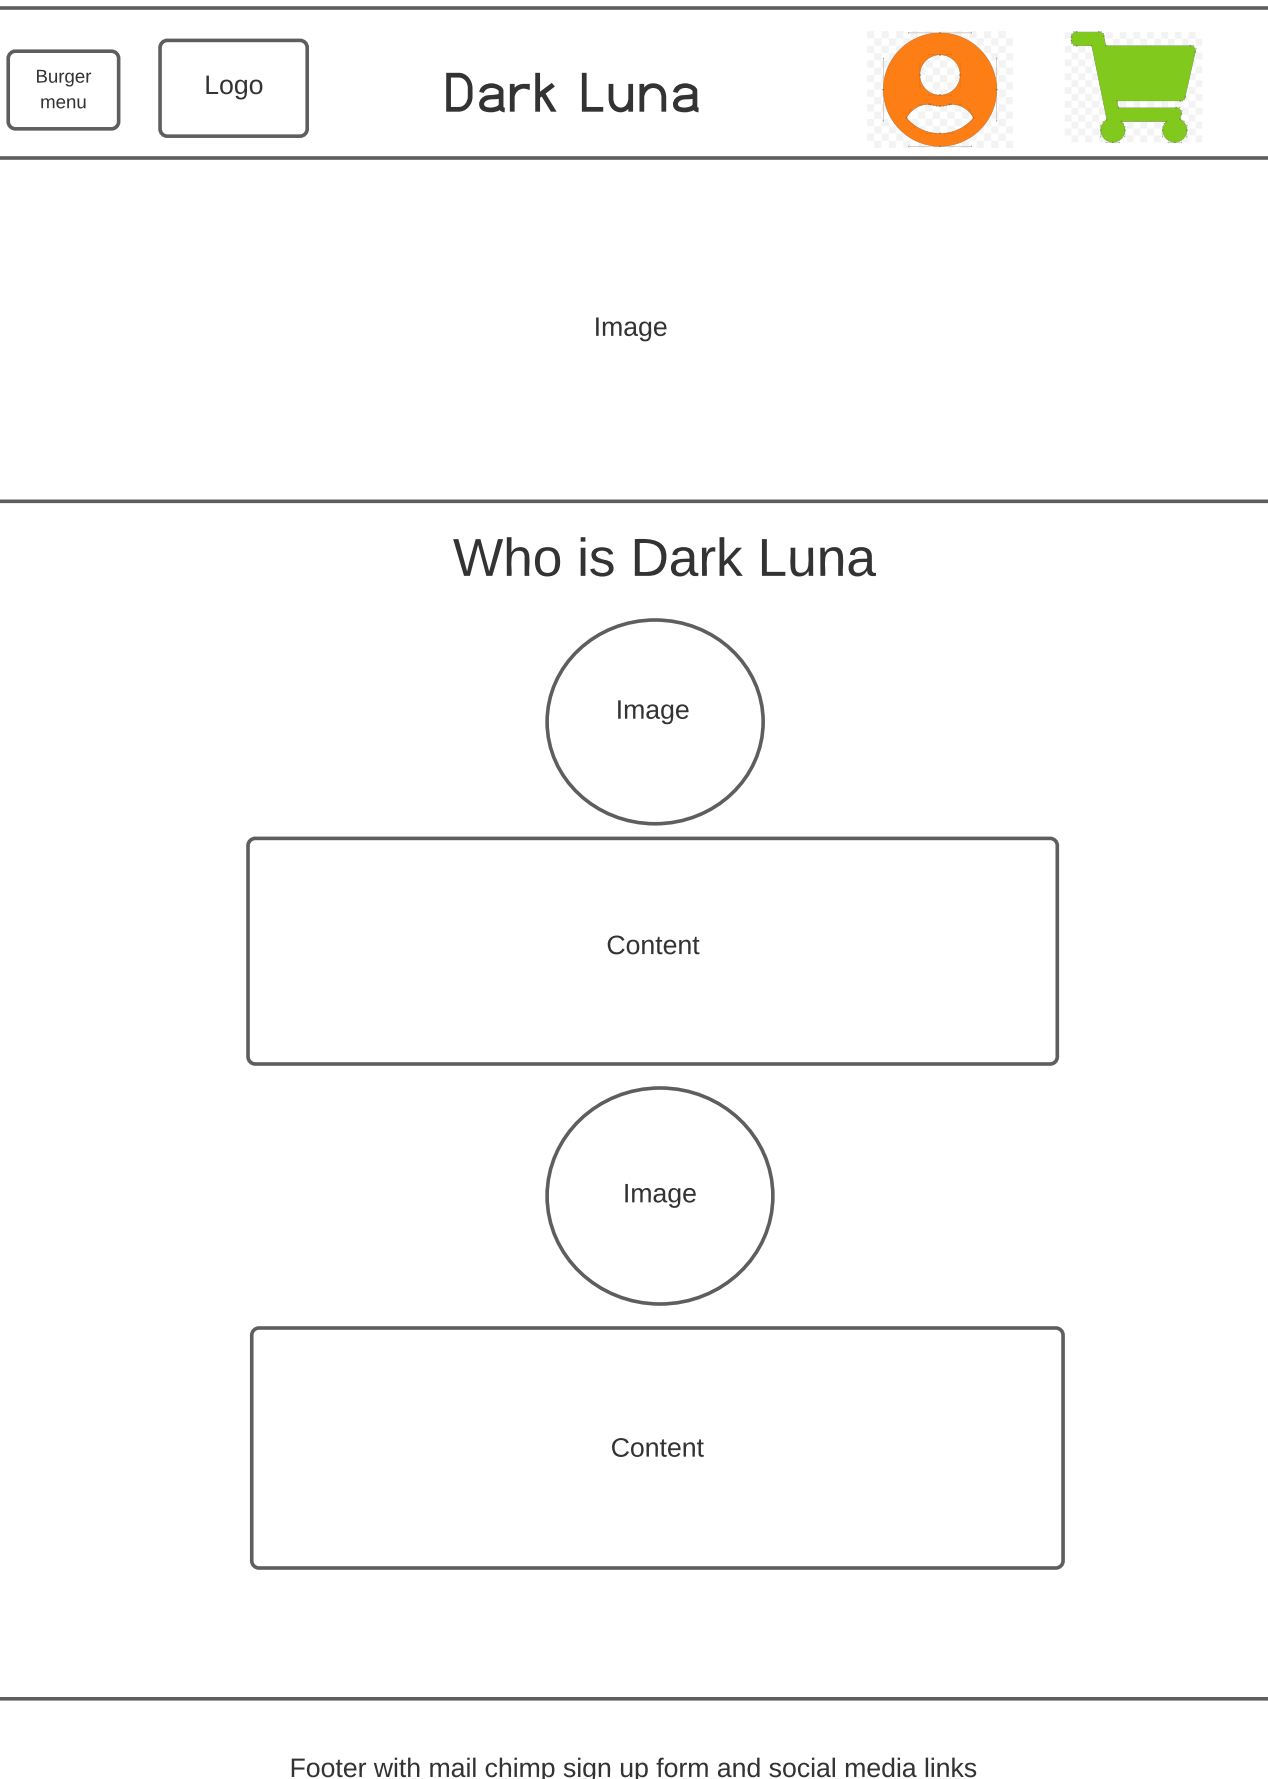 Burger
menu
Logo
Dark Luna
Image
Who is Dark Luna
Image
Content
Image
Content
Footer with mail chimp sign up form and social media links